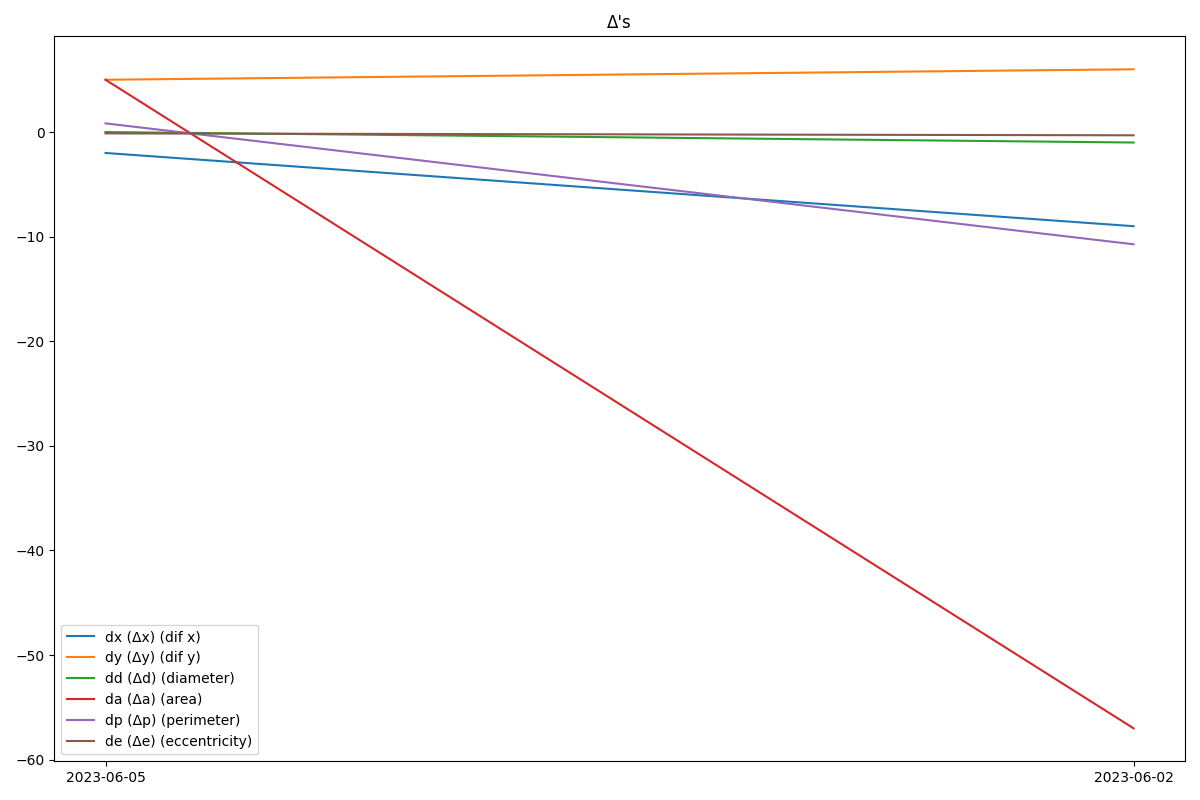 Δ's
0
−10
−20
−30
−40
−50
−60
dx (Δx) (dif x)
dy (Δy) (dif y)
dd (Δd) (diameter)
da (Δa) (area)
dp (Δp) (perimeter)
de (Δe) (eccentricity)
2023-06-05 2023-06-02